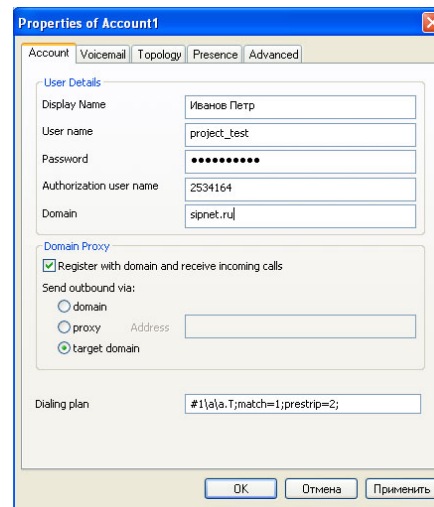 Properties of Account1
Account Voicemail Topology Presence Advanced
User Details
Display Name Иванов Петр
User name project_test
Password ●●●●●●●●●●
Authorization user name 2534164
Domain sipnet.ru
Domain Proxy
Register with domain and receive incoming calls
Send outbound via:
domain
proxy Address
target domain
Dialing plan #1\a\a.T;match=1;prestrip=2;
OK Отмена Применить